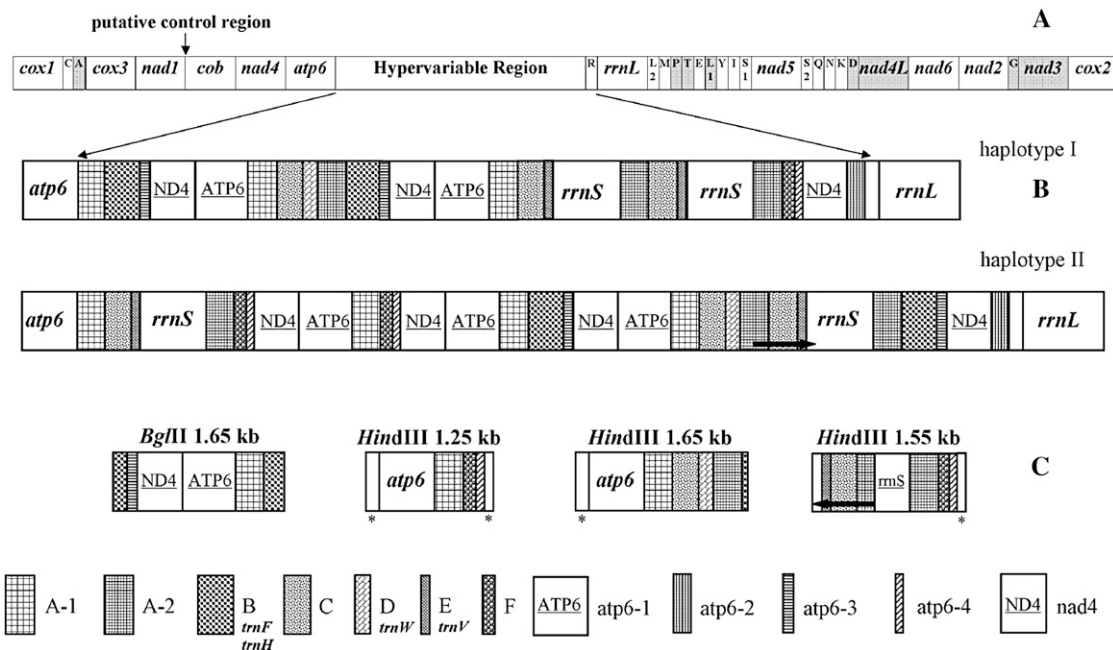 putative control region
A
cox1 C A cox3 nad1 cob nad4 atp6 Hypervariable Region R rrnL L2 M P T E L1 Y I S1 nad5 S2 Q N K D nad4L nad6 nad2 G nad3 cox2
haplotype I
B
atp6 ND4 ATP6 ND4 ATP6 rrnS rrnS ND4 rrnL
haplotype II
atp6 rrnS ND4 ATP6 ND4 ATP6 ND4 ATP6 rrnS ND4 rrnL
BglII 1.65 kb HindIII 1.25 kb HindIII 1.65 kb HindIII 1.55 kb
C
ND4 ATP6 atp6 atp6 rrnS
* * * *
A-1 A-2 B C D E F ATP6 atp6-1 atp6-2 atp6-3 atp6-4 ND4 nad4
trnF trnW trnV
trnH